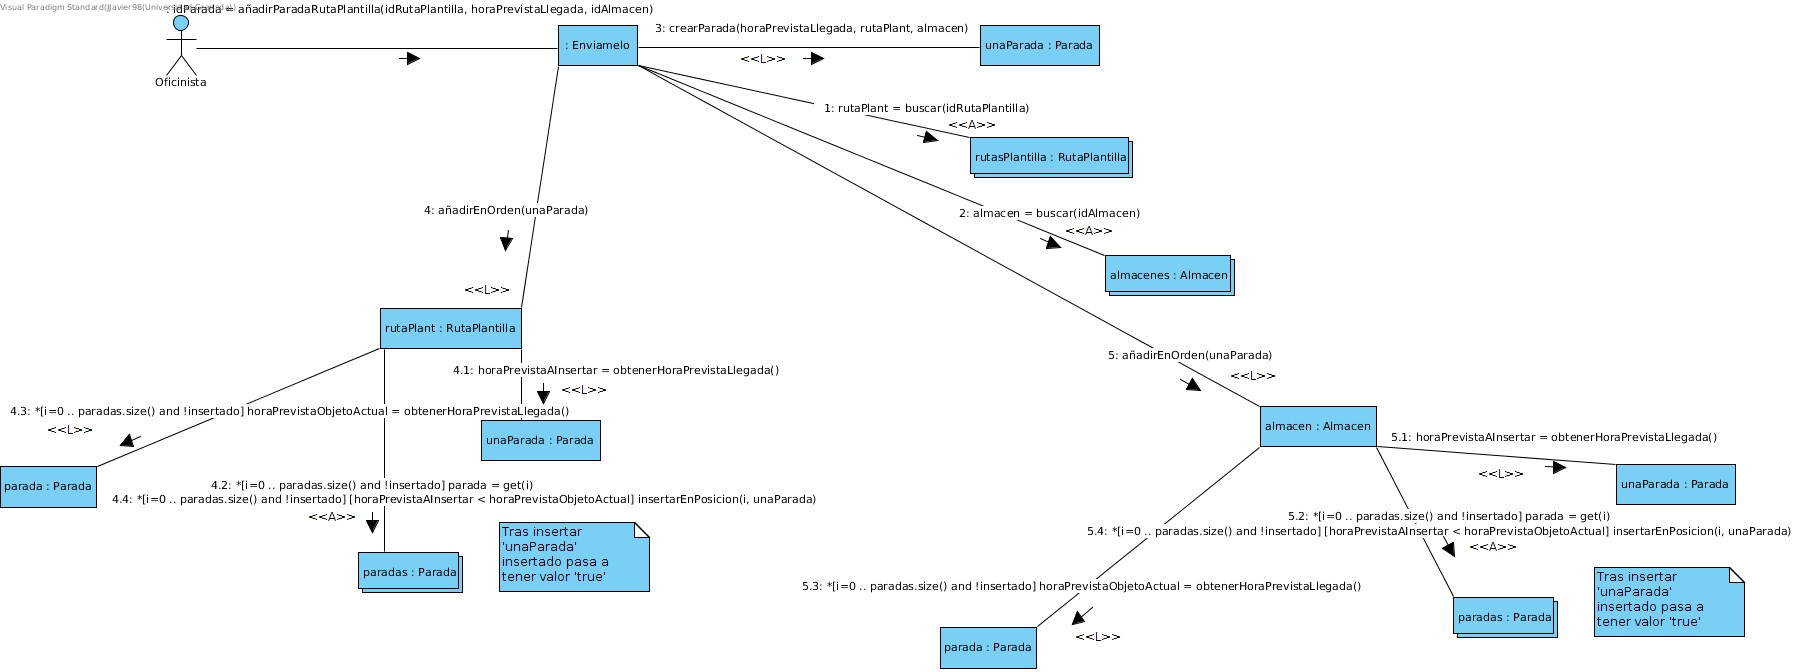 Visual Paradigm Standard(JJavier98(Univers
: idParada = añadirParadaRutaPlantilla(idRutaPlantilla, horaPrevistaLlegada, idAlmacen)
Oficinista
: Enviamelo
3: crearParada(horaPrevistaLlegada, rutaPlant, almacen)
<<L>>
unaParada : Parada
1: rutaPlant = buscar(idRutaPlantilla)
<<A>>
rutasPlantilla : RutaPlantilla
4: añadirEnOrden(unaParada)
<<L>>
2: almacen = buscar(idAlmacen)
<<A>>
almacenes : Almacen
rutaPlant : RutaPlantilla
5: añadirEnOrden(unaParada)
<<L>>
4.1: horaPrevistaAInsertar = obtenerHoraPrevistaLlegada()
<<L>>
4.3: *[i=0 .. paradas.size() and !insertado] horaPrevistaObjetoActual = obtenerHoraPrevistaLlegada()
<<L>>
unaParada : Parada
almacen : Almacen
5.1: horaPrevistaAInsertar = obtenerHoraPrevistaLlegada()
<<L>>
unaParada : Parada
parada : Parada
4.2: *[i=0 .. paradas.size() and !insertado] parada = get(i)
4.4: *[i=0 .. paradas.size() and !insertado] [horaPrevistaAInsertar < horaPrevistaObjetoActual] insertarEnPosicion(i, unaParada)
<<A>>
5.2: *[i=0 .. paradas.size() and !insertado] parada = get(i)
5.4: *[i=0 .. paradas.size() and !insertado] [horaPrevistaAInsertar < horaPrevistaObjetoActual] insertarEnPosicion(i, unaParada)
<<A>>
Tras insertar
'unaParada'
insertado pasa a
tener valor 'true'
paradas : Parada
5.3: *[i=0 .. paradas.size() and !insertado] horaPrevistaObjetoActual = obtenerHoraPrevistaLlegada()
<<L>>
Tras insertar
'unaParada'
insertado pasa a
tener valor 'true'
paradas : Parada
parada : Parada